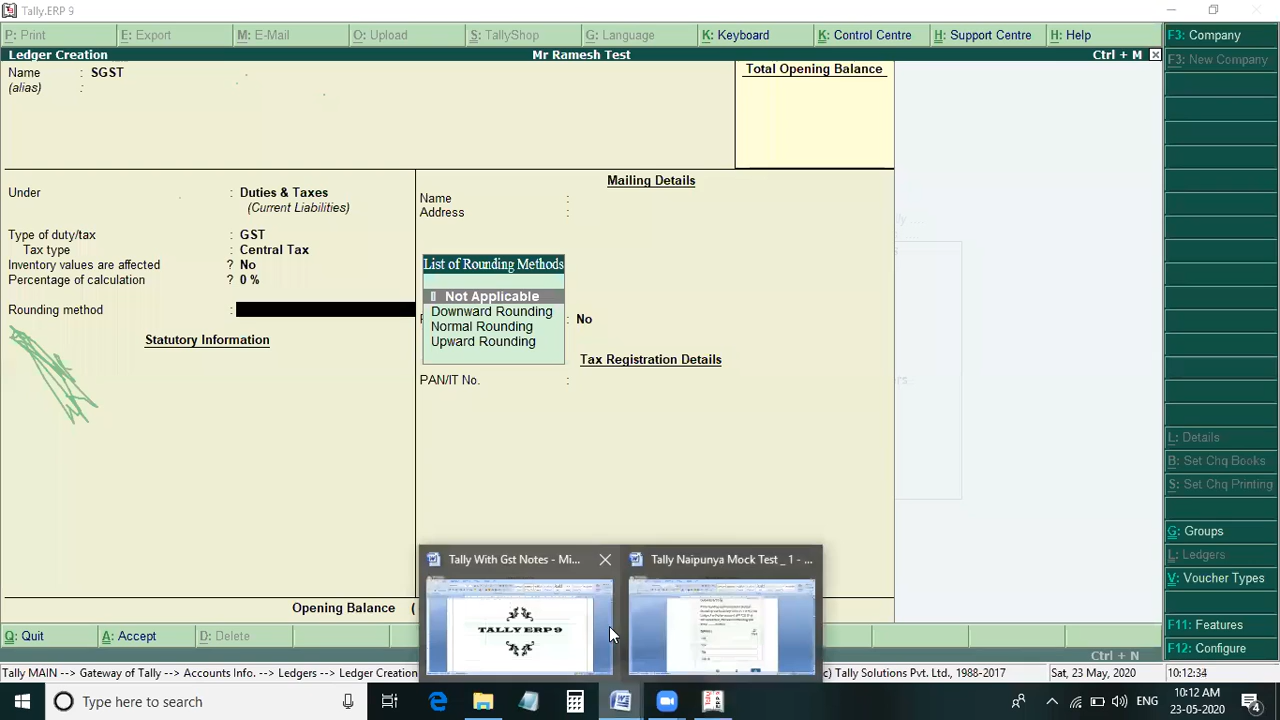 Tally.ERP 9
P: Print E: Export M: E-Mail O: Upload S: TallyShop G: Language K: Keyboard K: Control Centre H: Support Centre H: Help
F3: Company
F3: New Company
Ledger Creation Mr Ramesh Test Ctrl + M
Name : SGST
(alias) :
Total Opening Balance
Under : Duties & Taxes
(Current Liabilities)
Type of duty/tax : GST
Tax type : Central Tax
Inventory values are affected ? No
Percentage of calculation ? 0 %
Rounding method :
Statutory Information
Mailing Details
Name :
Address :
List of Rounding Methods
Not Applicable
Downward Rounding
Normal Rounding
Upward Rounding
: No
Tax Registration Details
PAN/IT No. :
L: Details
B: Set Chq Books
S: Set Chq Printing
G: Groups
L: Ledgers
V: Voucher Types
F11: Features
F12: Configure
Tally With Gst Notes - Mi...
Tally Naipunya Mock Test _ 1 - ...
TALLY ERP 9
Opening Balance (
Q: Quit A: Accept D: Delete
Ctrl + N
Tally MAIN --> Gateway of Tally --> Accounts Info. --> Ledgers --> Ledger Creation (c) Tally Solutions Pvt. Ltd., 1988-2017 Sat, 23 May, 2020 10:12:34
Type here to search
ENG
10:12 AM
23-05-2020
4